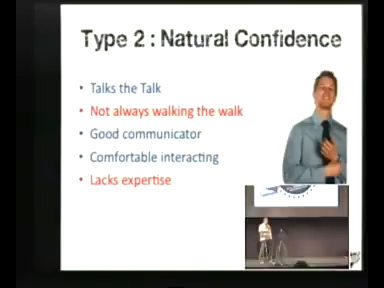 Type 2 : Natural Confidence
• Talks the Talk
• Not always walking the walk
• Good communicator
• Comfortable interacting
• Lacks expertise